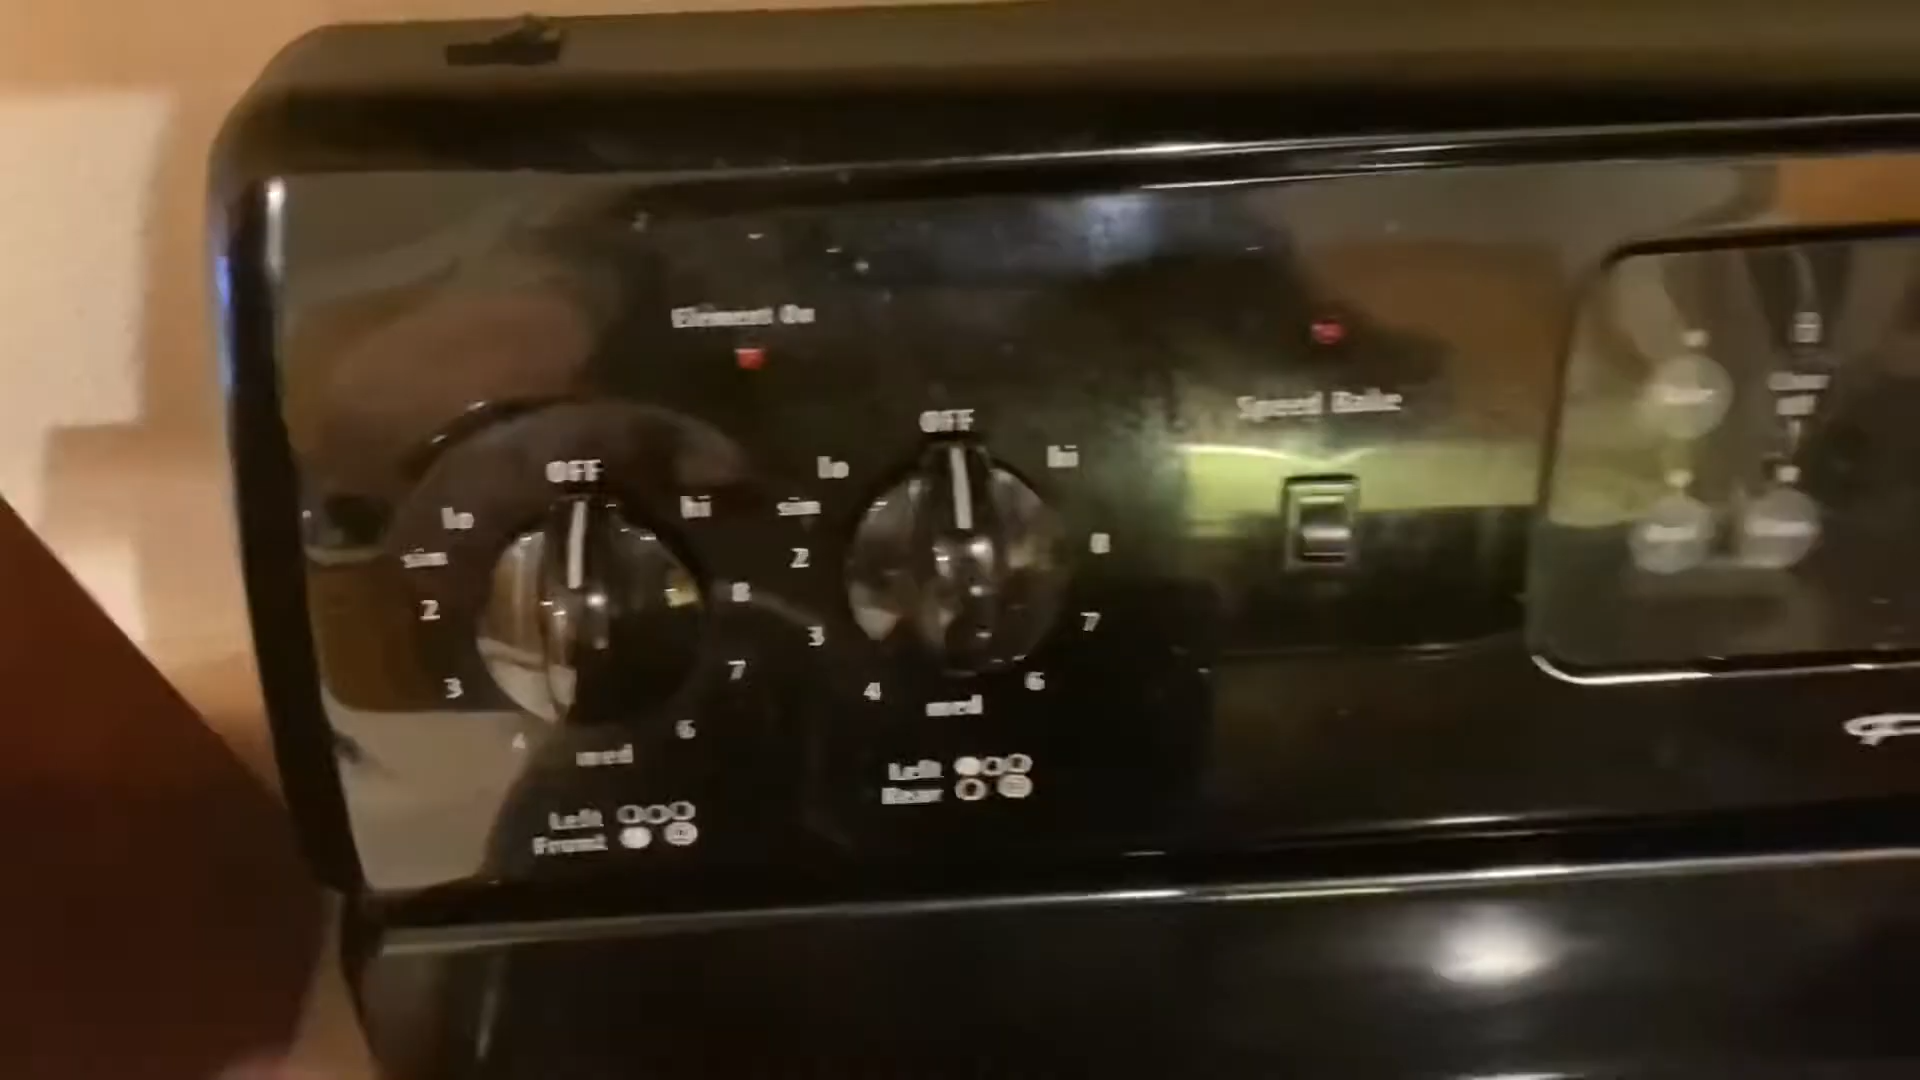 Element On
OFF
lo
hi
sim
2
8
3
7
4
6
med
Left
Front
OFF
lo
hi
sim
2
8
3
7
4
6
med
Left
Rear
Speed Bake